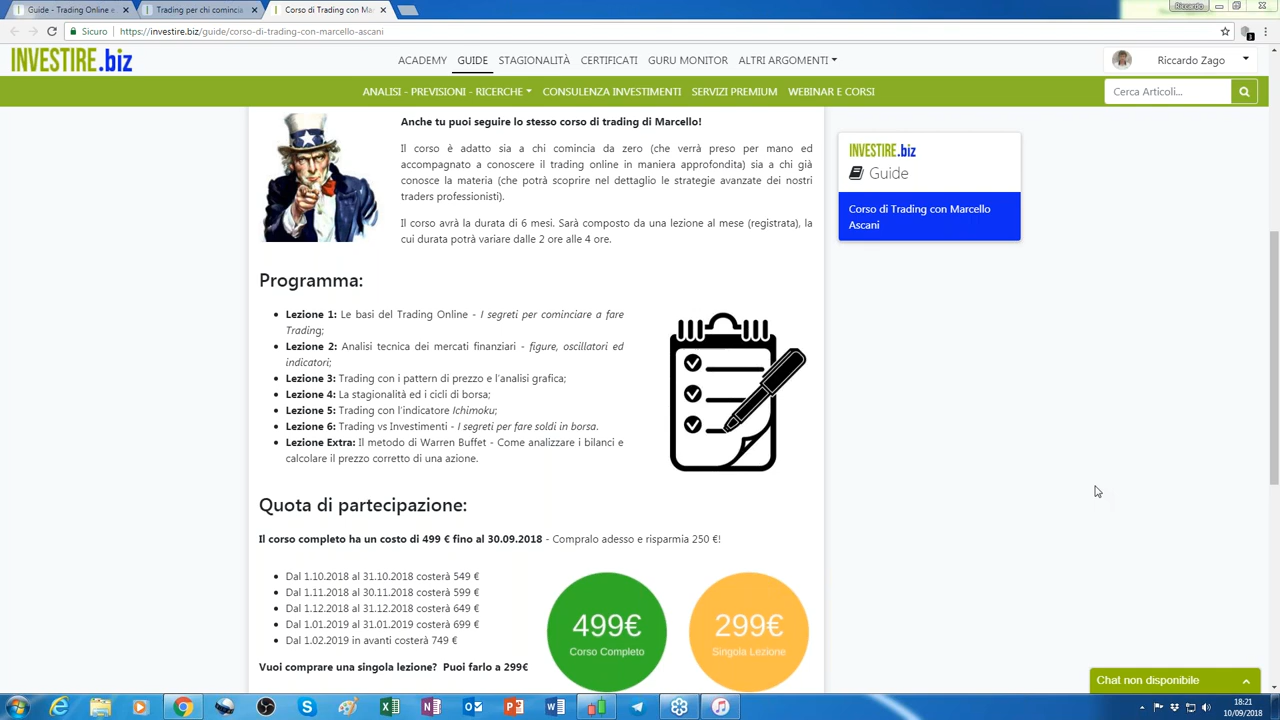 Guide - Trading Online e
Trading per chi comincia
Corso di Trading con Mar
Riccardo
Sicuro
https://investire.biz/guide/corso-di-trading-con-marcello-ascani
INVESTIRE.biz
ACADEMY GUIDE STAGIONALITÀ CERTIFICATI GURU MONITOR ALTRI ARGOMENTI
Riccardo Zago
ANALISI - PREVISIONI - RICERCHE CONSULENZA INVESTIMENTI SERVIZI PREMIUM WEBINAR E CORSI
Cerca Articoli...
Anche tu puoi seguire lo stesso corso di trading di Marcello!
Il corso è adatto sia a chi comincia da zero (che verrà preso per mano ed
accompagnato a conoscere il trading online in maniera approfondita) sia a chi già
conosce la materia (che potrà scoprire nel dettaglio le strategie avanzate dei nostri
traders professionisti).
Il corso avrà la durata di 6 mesi. Sarà composto da una lezione al mese (registrata), la
cui durata potrà variare dalle 2 ore alle 4 ore.
INVESTIRE.biz
Guide
Corso di Trading con Marcello
Ascani
Programma:
Lezione 1: Le basi del Trading Online - I segreti per cominciare a fare
Trading;
Lezione 2: Analisi tecnica dei mercati finanziari - figure, oscillatori ed
indicatori;
Lezione 3: Trading con i pattern di prezzo e l'analisi grafica;
Lezione 4: La stagionalità ed i cicli di borsa;
Lezione 5: Trading con l'indicatore Ichimoku;
Lezione 6: Trading vs Investimenti - I segreti per fare soldi in borsa.
Lezione Extra: Il metodo di Warren Buffet - Come analizzare i bilanci e
calcolare il prezzo corretto di una azione.
Quota di partecipazione:
Il corso completo ha un costo di 499 € fino al 30.09.2018 - Compralo adesso e risparmia 250 €!
Dal 1.10.2018 al 31.10.2018 costerà 549 €
Dal 1.11.2018 al 30.11.2018 costerà 599 €
Dal 1.12.2018 al 31.12.2018 costerà 649 €
Dal 1.01.2019 al 31.01.2019 costerà 699 €
Dal 1.02.2019 in avanti costerà 749 €
Vuoi comprare una singola lezione? Puoi farlo a 299€
499€
Corso Completo
299€
Singola Lezione
Chat non disponibile
18:21
10/09/2018